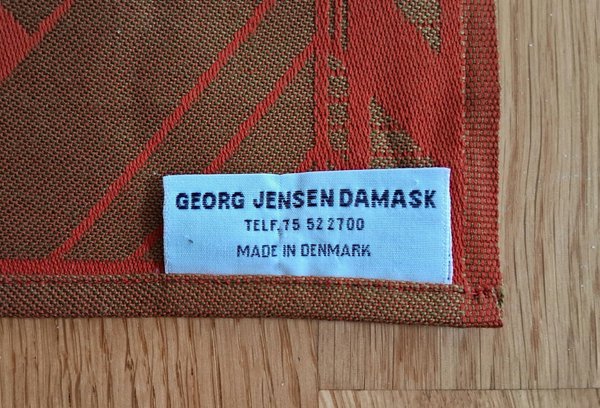 GEORG JENSEN DAMASK
TELF. 75 52 2700
MADE IN DENMARK